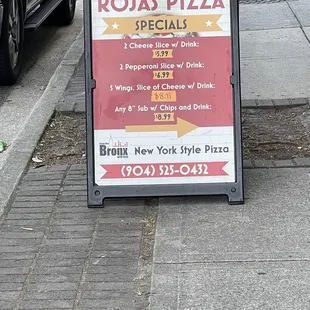 ROJAS PIZZA
SPECIALS
2 Cheese Slice w/ Drink:
$5.99
2 Pepperoni Slice w/ Drink:
$6.99
5 Wings, Slice of Cheese w/ Drink:
Any 8" Sub w/ Chips and Drink:
$8.99
Bronx New York Style Pizza
(904) 525-0432